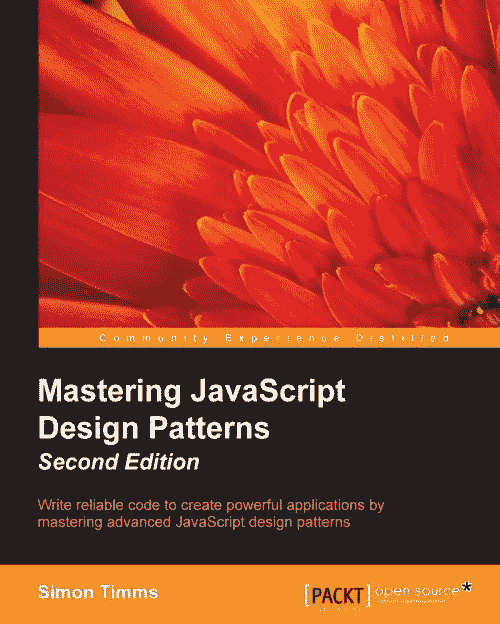 Community Experience Distilled
Mastering JavaScript
Design Patterns
Second Edition
Write reliable code to create powerful applications by
mastering advanced JavaScript design patterns
Simon Timms
[PACKT] open source*